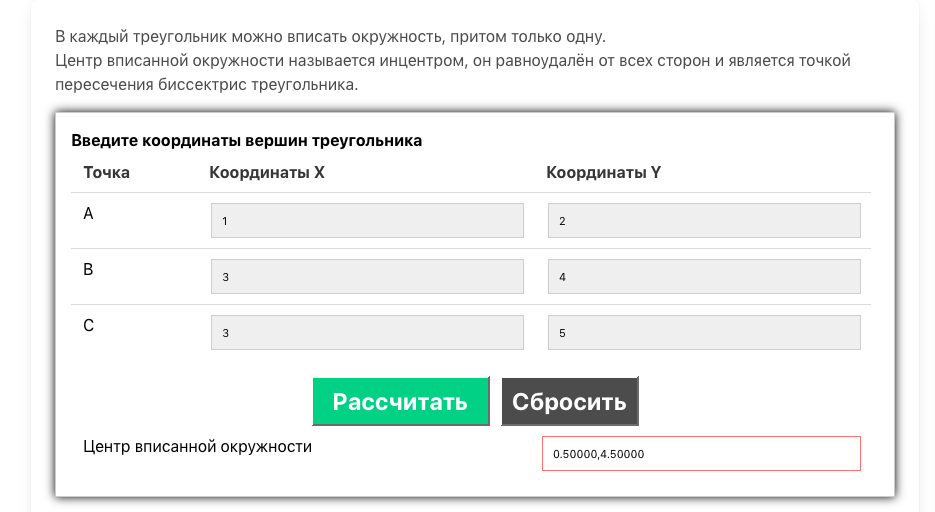 В каждый треугольник можно вписать окружность, притом только одну.
Центр вписанной окружности называется инцентром, он равноудалён от всех сторон и является точкой
пересечения биссектрис треугольника.
Введите координаты вершин треугольника
Точка Координаты X Координаты Y
A 1 2
B 3 4
C 3 5
Рассчитать Сбросить
Центр вписанной окружности 0.50000,4.50000